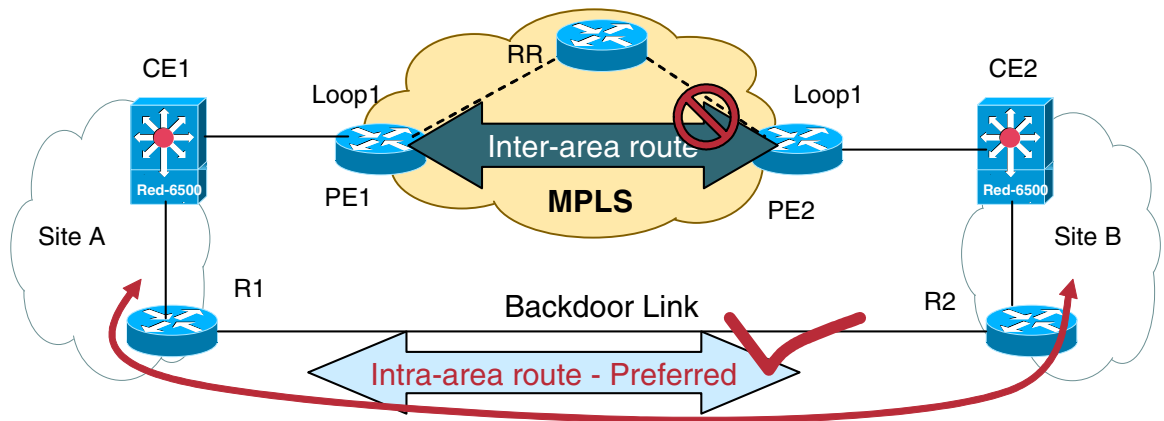 RR
CE1
CE2
Loop1
Loop1
Inter-area route
Red-6500
Red-6500
PE1
MPLS
PE2
Site A
Site B
R1
Backdoor Link
R2
Intra-area route - Preferred